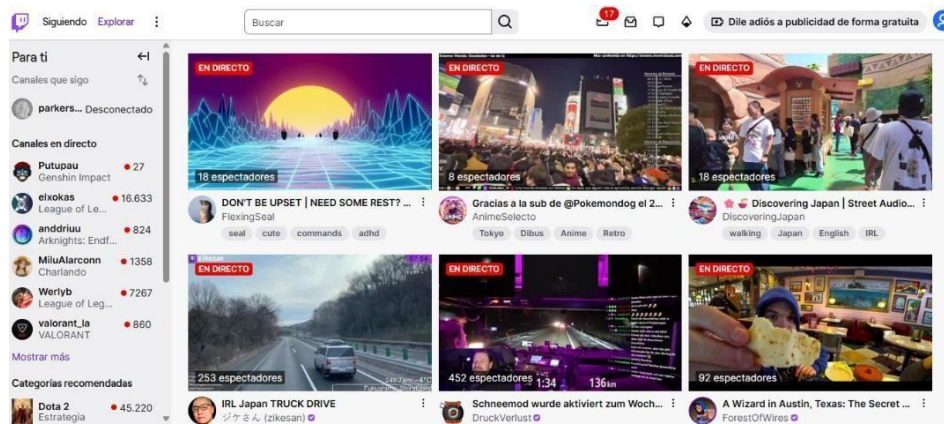 Siguiendo Explorar
Buscar
17
Dile adiós a publicidad de forma gratuita
Para ti
Canales que sigo
parkers... Desconectado
Canales en directo
Putupau 27
Genshin Impact
elxokas 16.633
League of Le...
anddriuu 824
Arknights: Endf...
MiluAlarconn 1358
Charlando
Werlyb 7267
League of Leg...
valorant_la 860
VALORANT
Mostrar más
Categorías recomendadas
Dota 2 45.220
Estrategia
EN DIRECTO
18 espectadores
DON'T BE UPSET | NEED SOME REST? ...
FlexingSeal
seal cute commands adhd
EN DIRECTO
8 espectadores
Gracias a la sub de @Pokemondog el 2...
AnimeSelecto
ANIME
Tokyo Dibus Anime Retro
EN DIRECTO
18 espectadores
Discovering Japan | Street Audio...
DiscoveringJapan
walking Japan English IRL
zikesan
EN DIRECTO
253 espectadores
IRL Japan TRUCK DRIVE
ジケさん (zikesan)
EN DIRECTO
452 espectadores
1:34 136km
Schneemod wurde aktiviert zum Woch...
DruckVerlust
EN DIRECTO
92 espectadores
A Wizard in Austin, Texas: The Secret ...
ForestOfWires